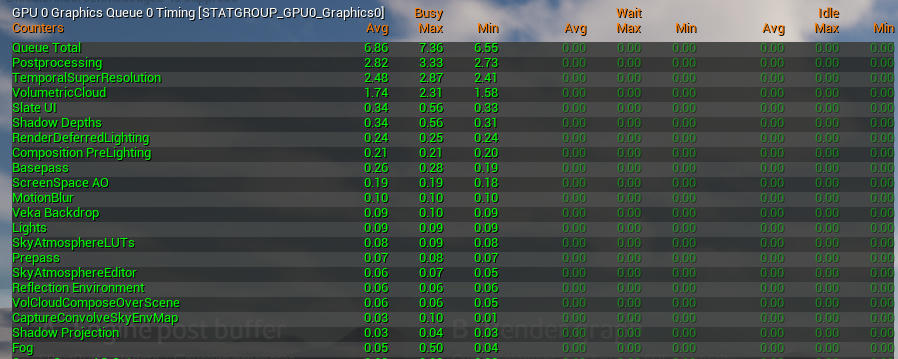 GPU 0 Graphics Queue 0 Timing [STATGROUP_GPU0_Graphics0] Busy Wait Idle
Counters Avg Max Min Avg Max Min Avg Max Min
Queue Total 6.86 7.36 6.55 0.00 0.00 0.00 0.00 0.00 0.00
Postprocessing 2.82 3.33 2.73 0.00 0.00 0.00 0.00 0.00 0.00
TemporalSuperResolution 2.48 2.87 2.41 0.00 0.00 0.00 0.00 0.00 0.00
VolumetricCloud 1.74 2.31 1.58 0.00 0.00 0.00 0.00 0.00 0.00
Slate UI 0.34 0.56 0.33 0.00 0.00 0.00 0.00 0.00 0.00
Shadow Depths 0.34 0.56 0.31 0.00 0.00 0.00 0.00 0.00 0.00
RenderDeferredLighting 0.24 0.25 0.24 0.00 0.00 0.00 0.00 0.00 0.00
Composition PreLighting 0.21 0.21 0.20 0.00 0.00 0.00 0.00 0.00 0.00
Basepass 0.26 0.28 0.19 0.00 0.00 0.00 0.00 0.00 0.00
ScreenSpace AO 0.19 0.19 0.18 0.00 0.00 0.00 0.00 0.00 0.00
MotionBlur 0.10 0.10 0.10 0.00 0.00 0.00 0.00 0.00 0.00
Veka Backdrop 0.09 0.10 0.09 0.00 0.00 0.00 0.00 0.00 0.00
Lights 0.09 0.09 0.09 0.00 0.00 0.00 0.00 0.00 0.00
SkyAtmosphereLUTs 0.08 0.09 0.08 0.00 0.00 0.00 0.00 0.00 0.00
Prepass 0.07 0.08 0.07 0.00 0.00 0.00 0.00 0.00 0.00
SkyAtmosphereEditor 0.06 0.07 0.05 0.00 0.00 0.00 0.00 0.00 0.00
Reflection Environment 0.06 0.06 0.06 0.00 0.00 0.00 0.00 0.00 0.00
VolCloudComposeOverScene 0.06 0.06 0.05 0.00 0.00 0.00 0.00 0.00 0.00
CaptureConvolveSkyEnvMap 0.03 0.10 0.01 0.00 0.00 0.00 0.00 0.00 0.00
Shadow Projection 0.03 0.04 0.03 0.00 0.00 0.00 0.00 0.00 0.00
post buffer
Fog 0.05 0.50 0.04 0.00 0.00 0.00 0.00 0.00 0.00